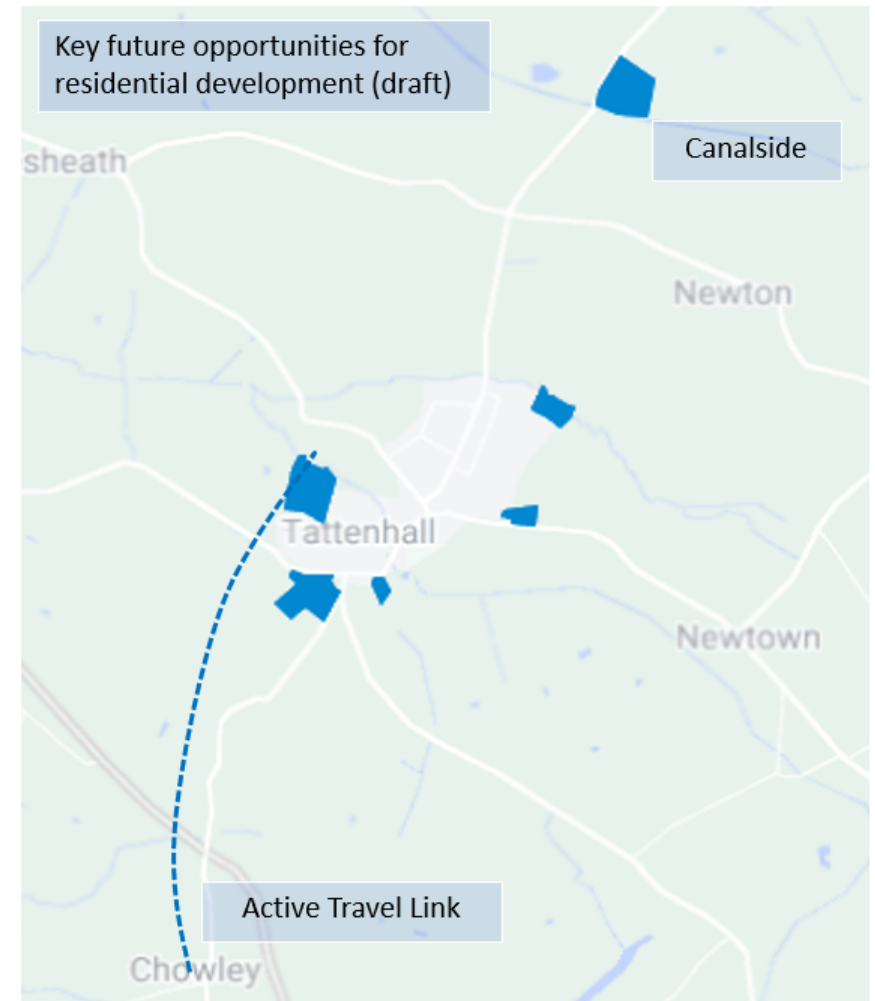 Key future opportunities for
residential development (draft)
Canalside
sheath
Newton
Tattenhall
Newtown
Active Travel Link
Chowley